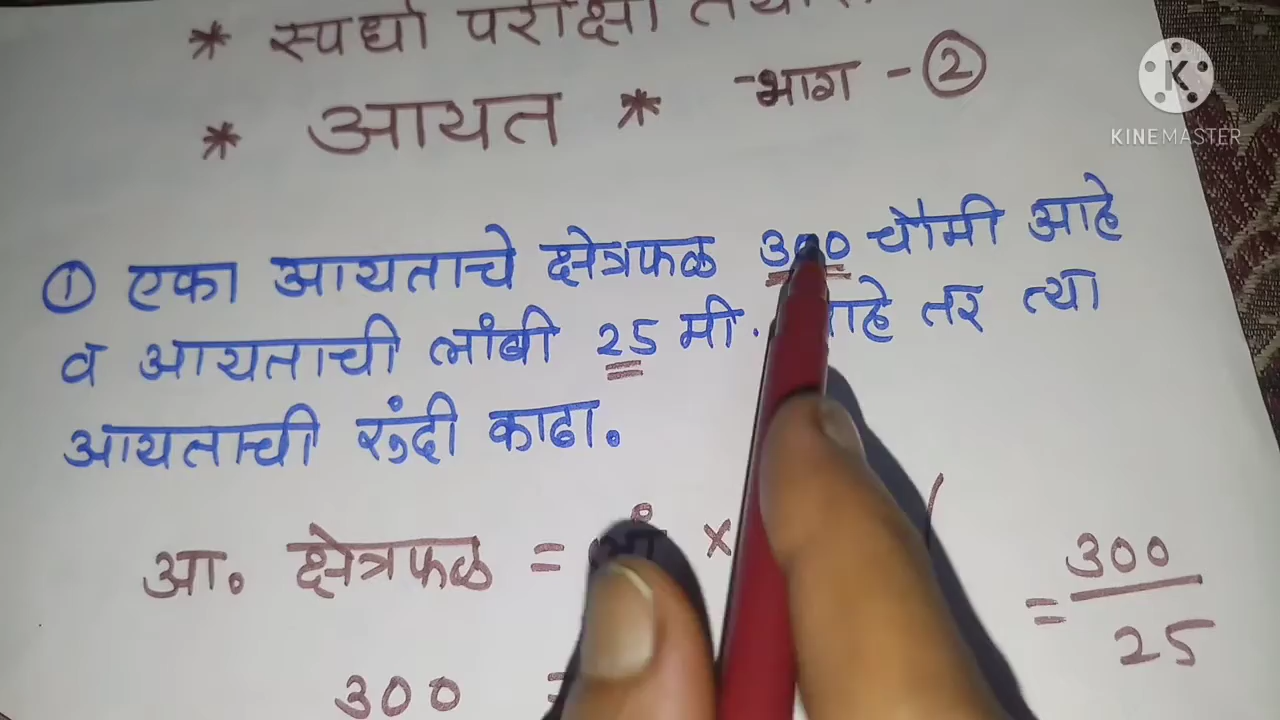 * स्पर्धा परीक्षा
* आयत * भाग - 2
KINEMASTER
① एका आयताचे क्षेत्रफळ 300 चौमी आहे
व आयताची लांबी 25 मी. आहे तर त्या
आयताची रुंदी काढा.
आ. क्षेत्रफळ = लां ×
300 =
= 300
25